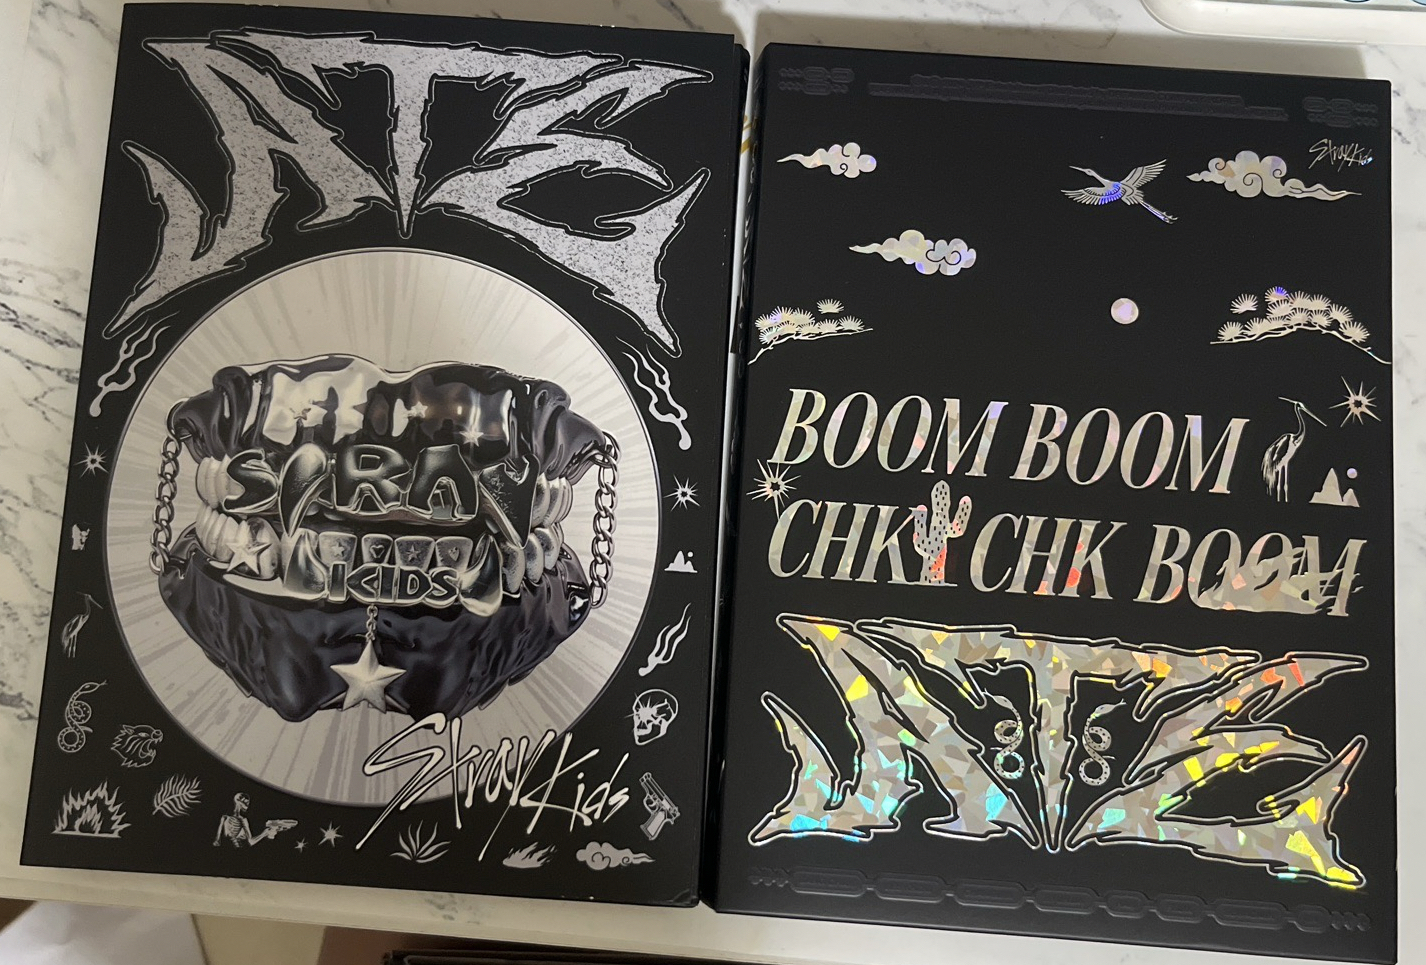 ATE
STRAY
KIDS
Stray Kids
Stray Kids
BOOM BOOM
CHK CHK BOOM
ATE